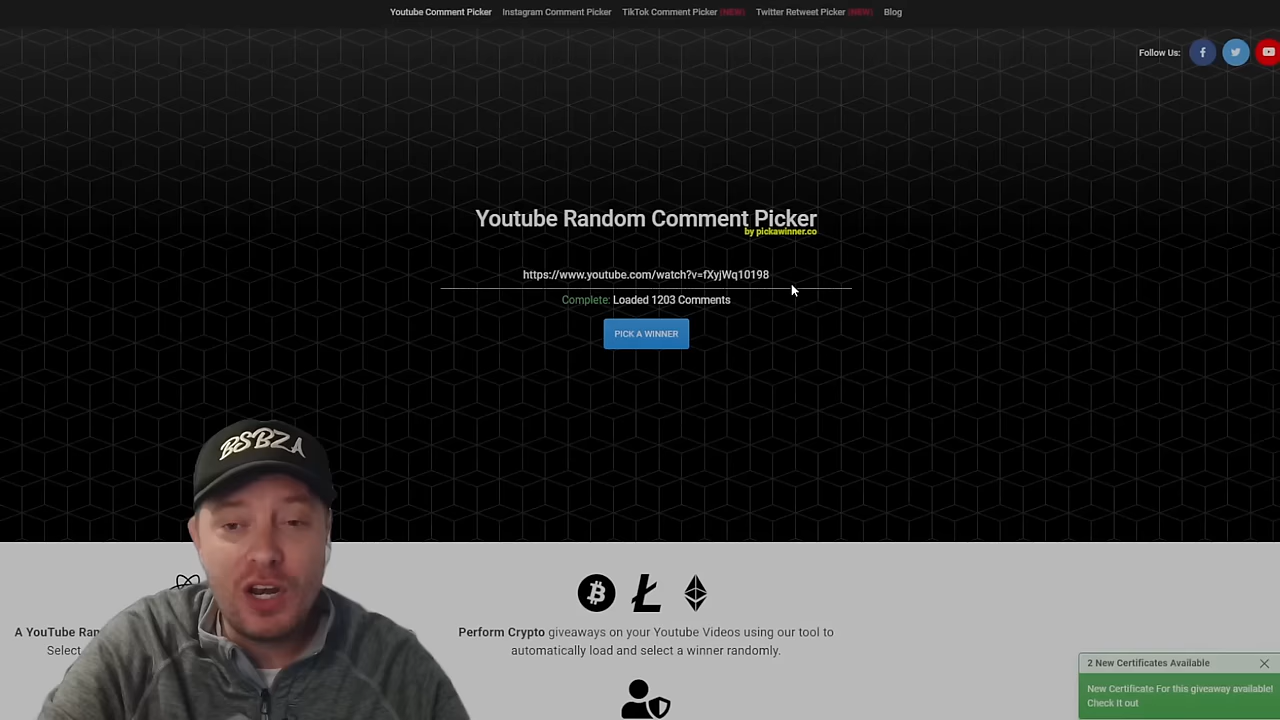 Youtube Comment Picker Instagram Comment Picker TikTok Comment Picker (NEW) Twitter Retweet Picker (NEW) Blog
Follow Us:
Youtube Random Comment Picker
by pickawinner.co
https://www.youtube.com/watch?v=fXyjWq10198
Complete: Loaded 1203 Comments
PICK A WINNER
BSBZA
A YouTube Ran
Select
Perform Crypto giveaways on your Youtube Videos using our tool to
automatically load and select a winner randomly.
2 New Certificates Available
New Certificate For this giveaway available!
Check It out